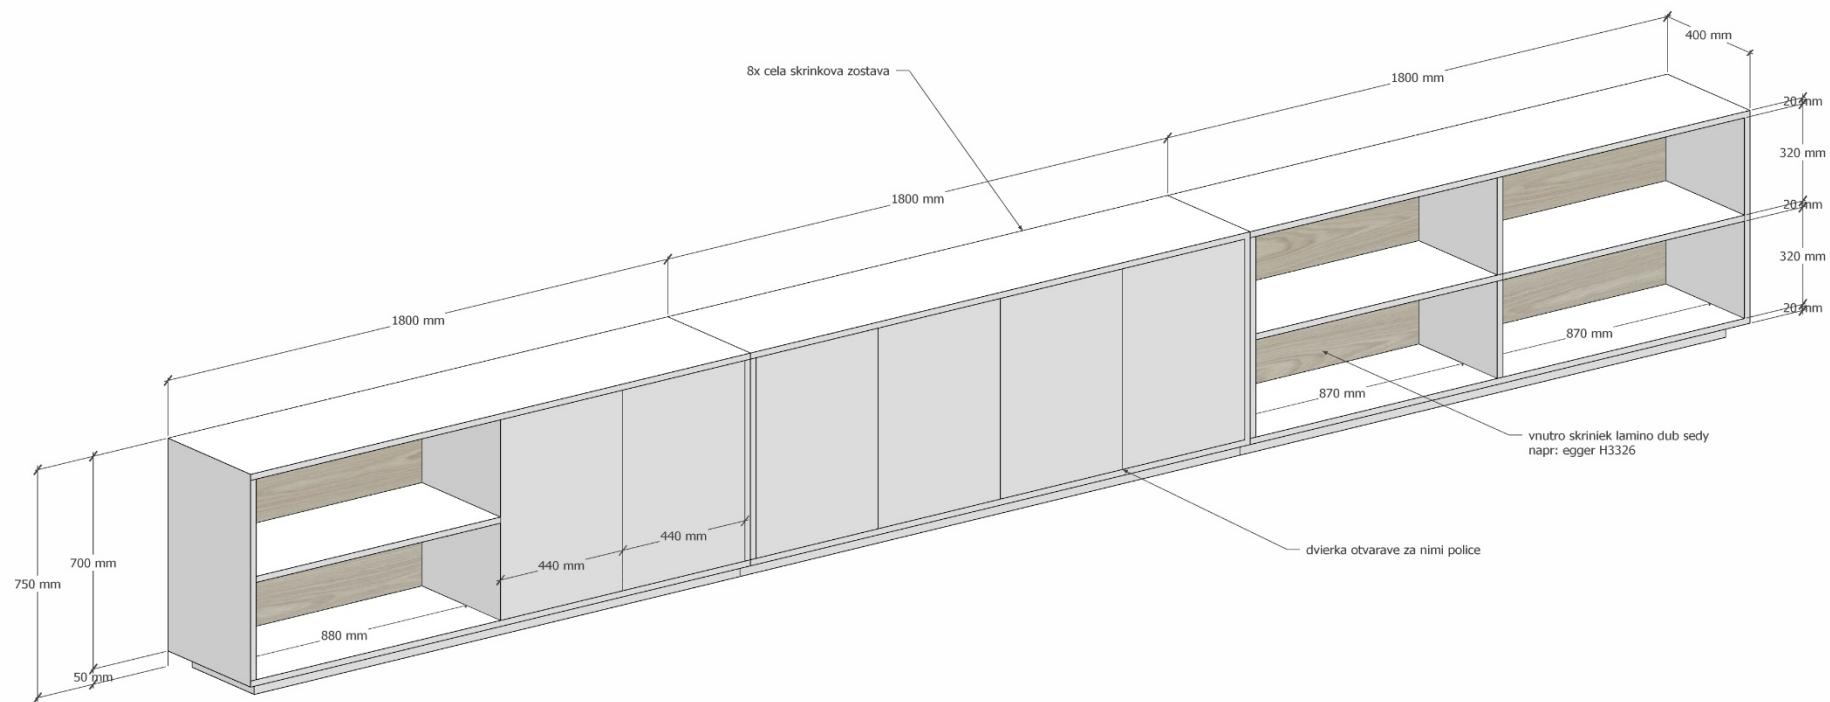 400 mm
8x cela skrinkova zostava
1800 mm
20 mm
320 mm
1800 mm
20 mm
320 mm
20 mm
1800 mm
870 mm
870 mm
vnutro skriniek lamino dub sedy
napr: egger H3326
440 mm
dvierka otvarave za nimi police
440 mm
700 mm
750 mm
880 mm
50 mm